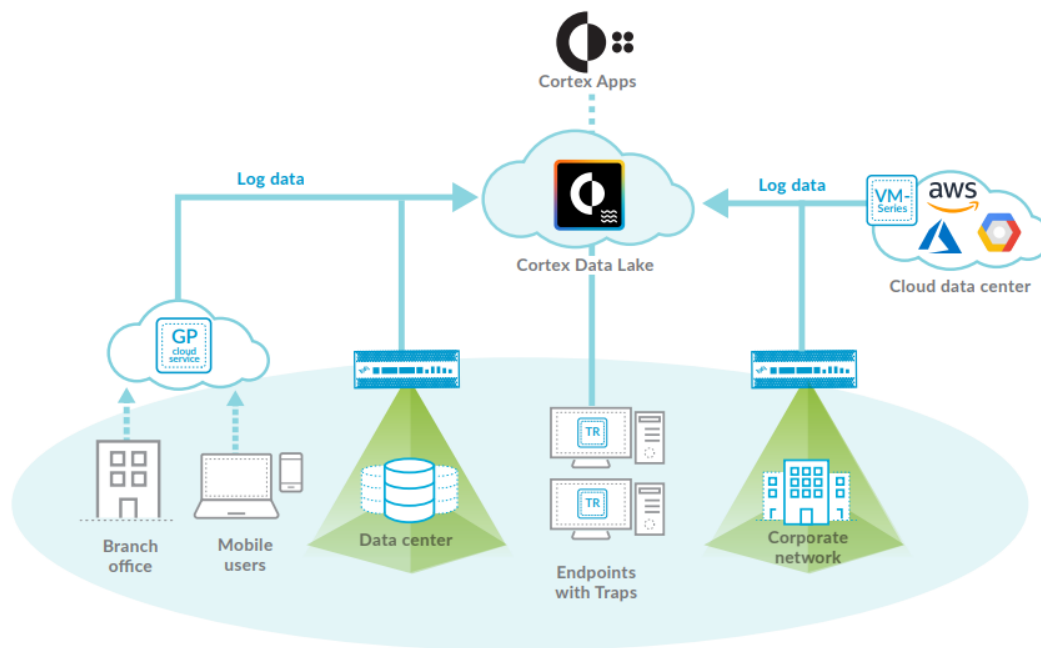 Cortex Apps
Log data
Log data
VM-
Series
aws
Cortex Data Lake
Cloud data center
GP
cloud
service
TR
TR
Data center
Corporate
network
Branch
office
Mobile
users
Endpoints
with Traps